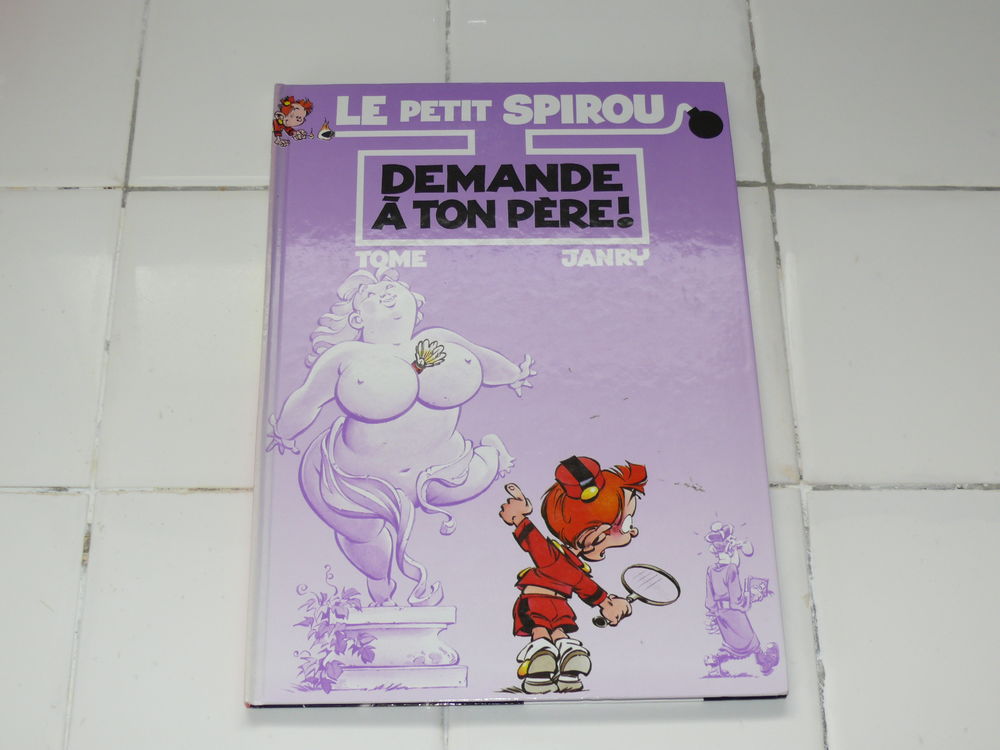 LE PETIT SPIROU
DEMANDE
À TON PÈRE!
TOME JANRY